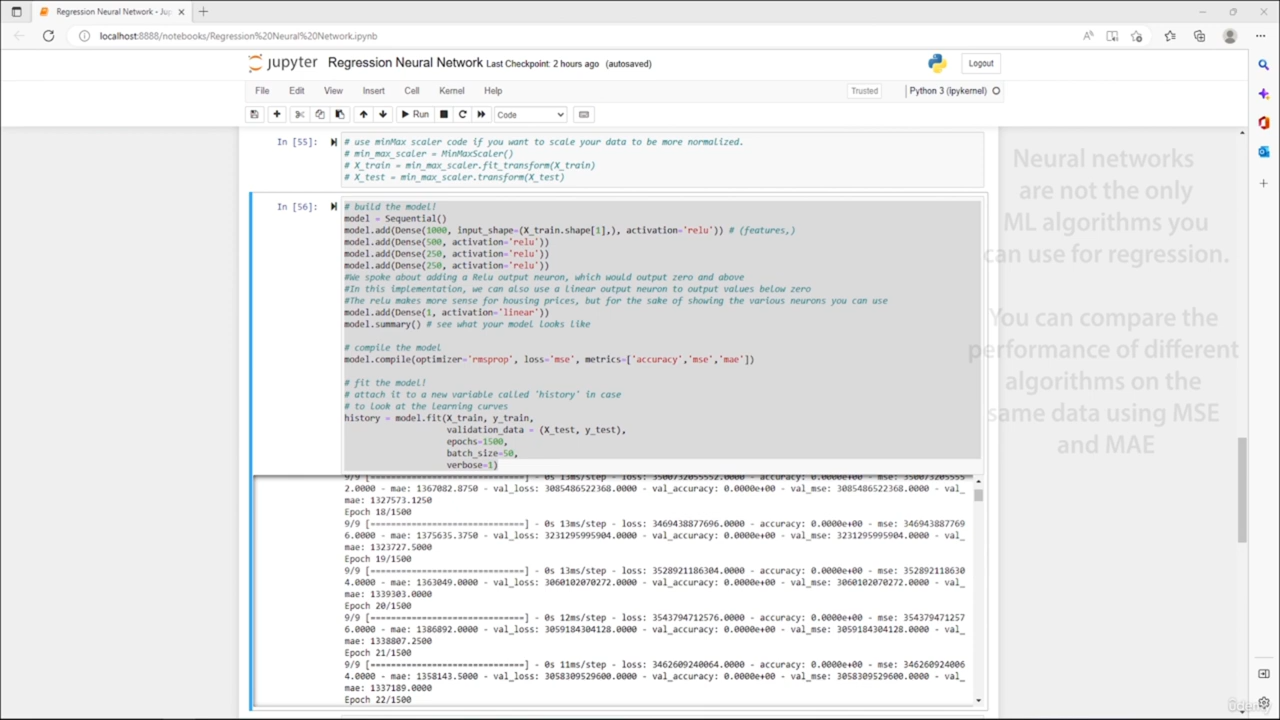 Regression Neural Network - Jup
localhost:8888/notebooks/Regression%20Neural%20Network.ipynb
jupyter Regression Neural Network Last Checkpoint: 2 hours ago (autosaved)
Logout
File Edit View Insert Cell Kernel Help
Trusted
Python 3 (ipykernel)
Run
Code
In [55]:
# use minMax scaler code if you want to scale your data to be more normalized.
# min_max_scaler = MinMaxScaler()
# X_train = min_max_scaler.fit_transform(X_train)
# X_test = min_max_scaler.transform(X_test)
In [56]:
# build the model!
model = Sequential()
model.add(Dense(1000, input_shape=(X_train.shape[1],), activation='relu')) # (features,)
model.add(Dense(500, activation='relu'))
model.add(Dense(250, activation='relu'))
model.add(Dense(250, activation='relu'))
#We spoke about adding a Relu output neuron, which would output zero and above
#In this implementation, we can also use a linear output neuron to output values below zero
#The relu makes more sense for housing prices, but for the sake of showing the various neurons you can use
model.add(Dense(1, activation='linear'))
model.summary() # see what your model looks like
# compile the model
model.compile(optimizer='rmsprop', loss='mse', metrics=['accuracy','mse','mae'])
# fit the model!
# attach it to a new variable called 'history' in case
# to look at the learning curves
history = model.fit(X_train, y_train,
validation_data = (X_test, y_test),
epochs=1500,
batch_size=50,
verbose=1)
9/9 [==============================] - 0s 13ms/step - loss: 3500732055552.0000 - accuracy: 0.0000e+00 - mse: 350073205555
2.0000 - mae: 1367082.8750 - val_loss: 3085486522368.0000 - val_accuracy: 0.0000e+00 - val_mse: 3085486522368.0000 - val_
mae: 1327573.1250
Epoch 18/1500
9/9 [==============================] - 0s 13ms/step - loss: 3469438877696.0000 - accuracy: 0.0000e+00 - mse: 346943887769
6.0000 - mae: 1375635.3750 - val_loss: 3231295995904.0000 - val_accuracy: 0.0000e+00 - val_mse: 3231295995904.0000 - val_
mae: 1323727.5000
Epoch 19/1500
9/9 [==============================] - 0s 13ms/step - loss: 3528921186304.0000 - accuracy: 0.0000e+00 - mse: 352892118630
4.0000 - mae: 1363049.0000 - val_loss: 3060102070272.0000 - val_accuracy: 0.0000e+00 - val_mse: 3060102070272.0000 - val_
mae: 1339303.0000
Epoch 20/1500
9/9 [==============================] - 0s 12ms/step - loss: 3543794712576.0000 - accuracy: 0.0000e+00 - mse: 354379471257
6.0000 - mae: 1386892.0000 - val_loss: 3059184304128.0000 - val_accuracy: 0.0000e+00 - val_mse: 3059184304128.0000 - val_
mae: 1338807.2500
Epoch 21/1500
9/9 [==============================] - 0s 11ms/step - loss: 3462609240064.0000 - accuracy: 0.0000e+00 - mse: 346260924006
4.0000 - mae: 1358143.5000 - val_loss: 3058309529600.0000 - val_accuracy: 0.0000e+00 - val_mse: 3058309529600.0000 - val_
mae: 1337189.0000
Epoch 22/1500
Neural networks
are not the only
ML algorithms you
can use for regression.
You can compare the
performance of different
algorithms on the
same data using MSE
and MAE